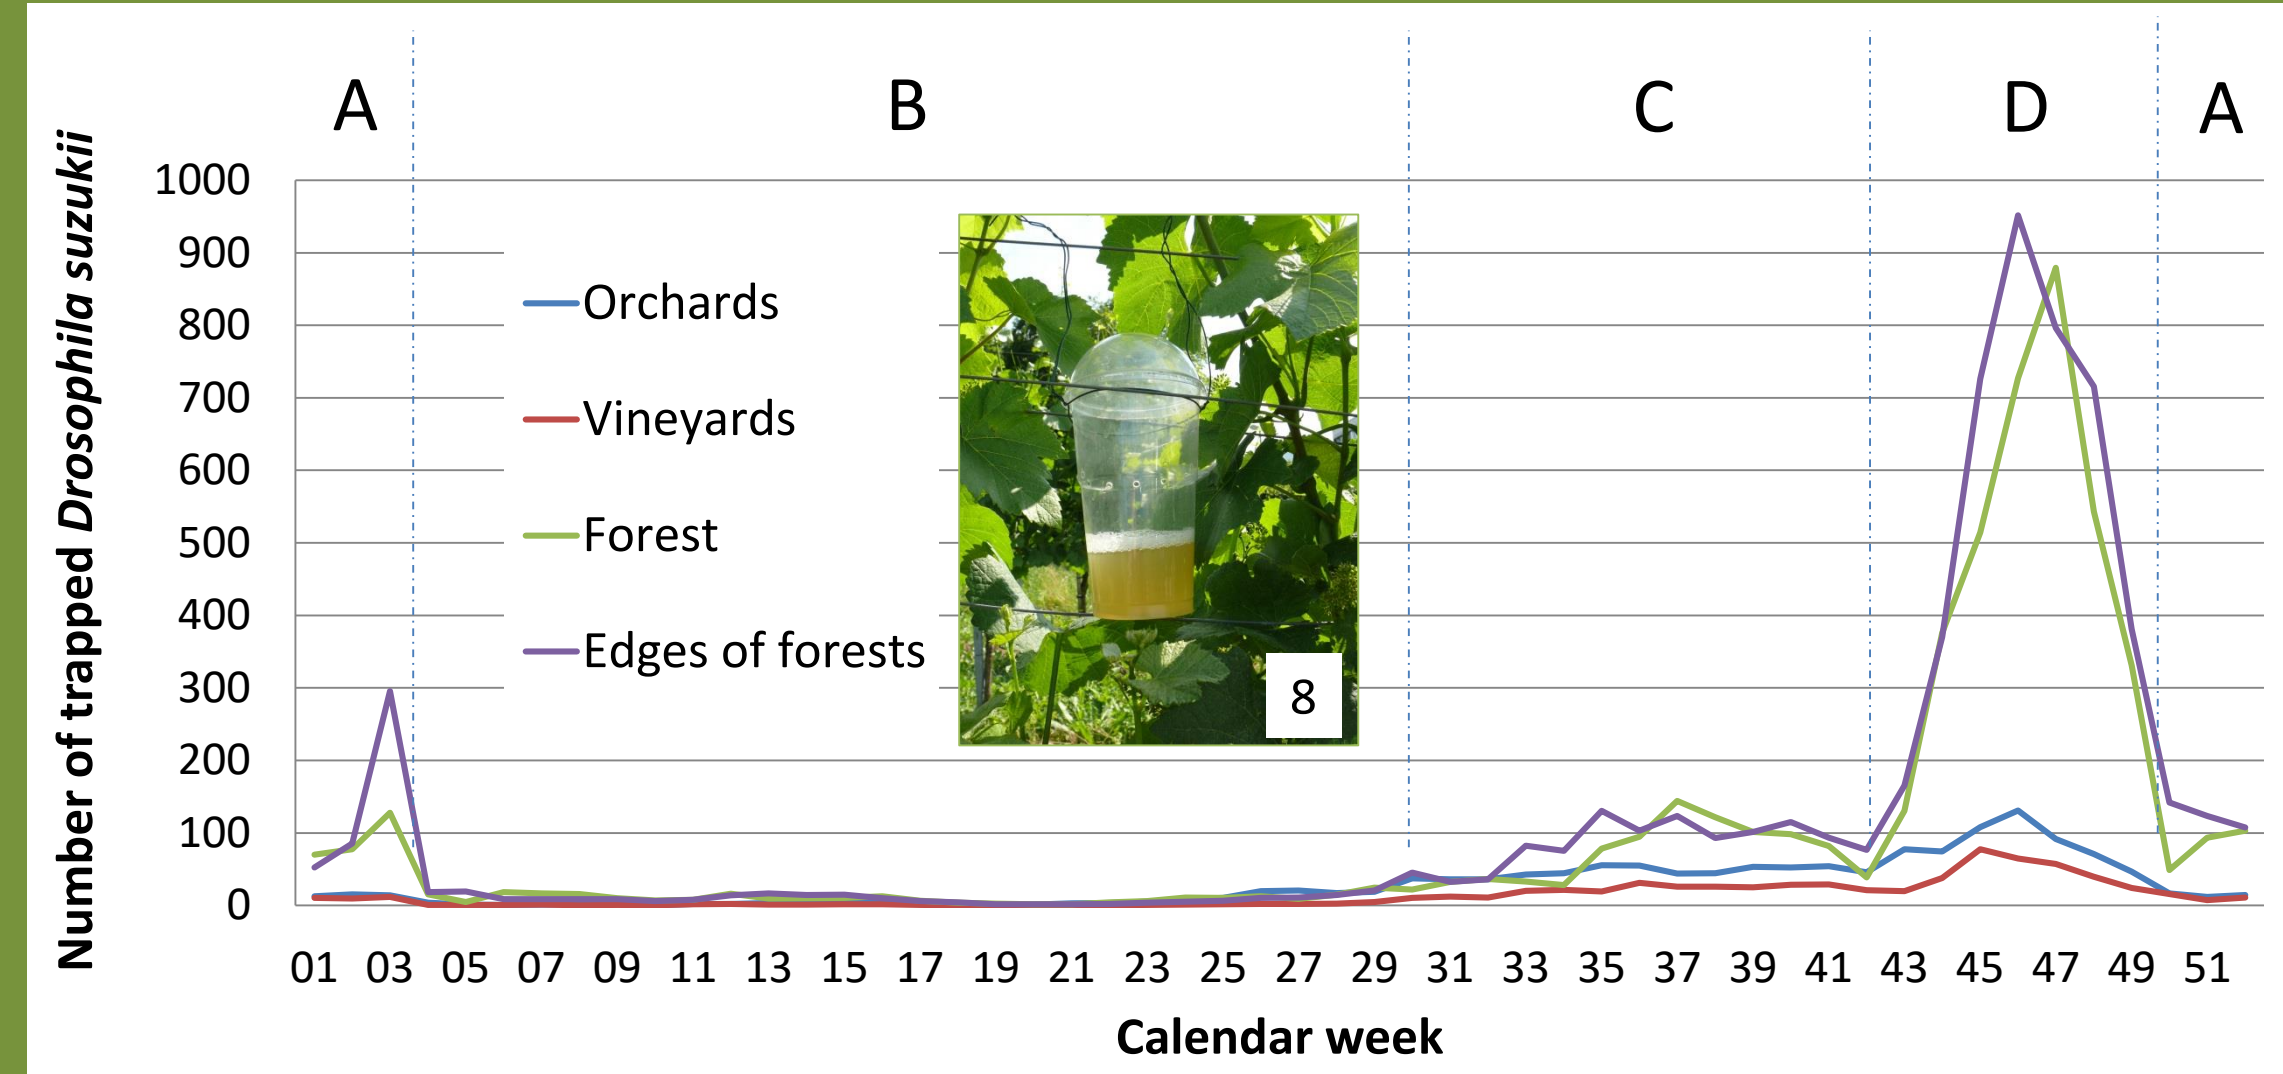 A B C D A
Number of trapped Drosophila suzukii
1000
900
800
700
600
500
400
300
200
100
0
Orchards
Vineyards
Forest
Edges of forests
8
01 03 05 07 09 11 13 15 17 19 21 23 25 27 29 31 33 35 37 39 41 43 45 47 49 51
Calendar week